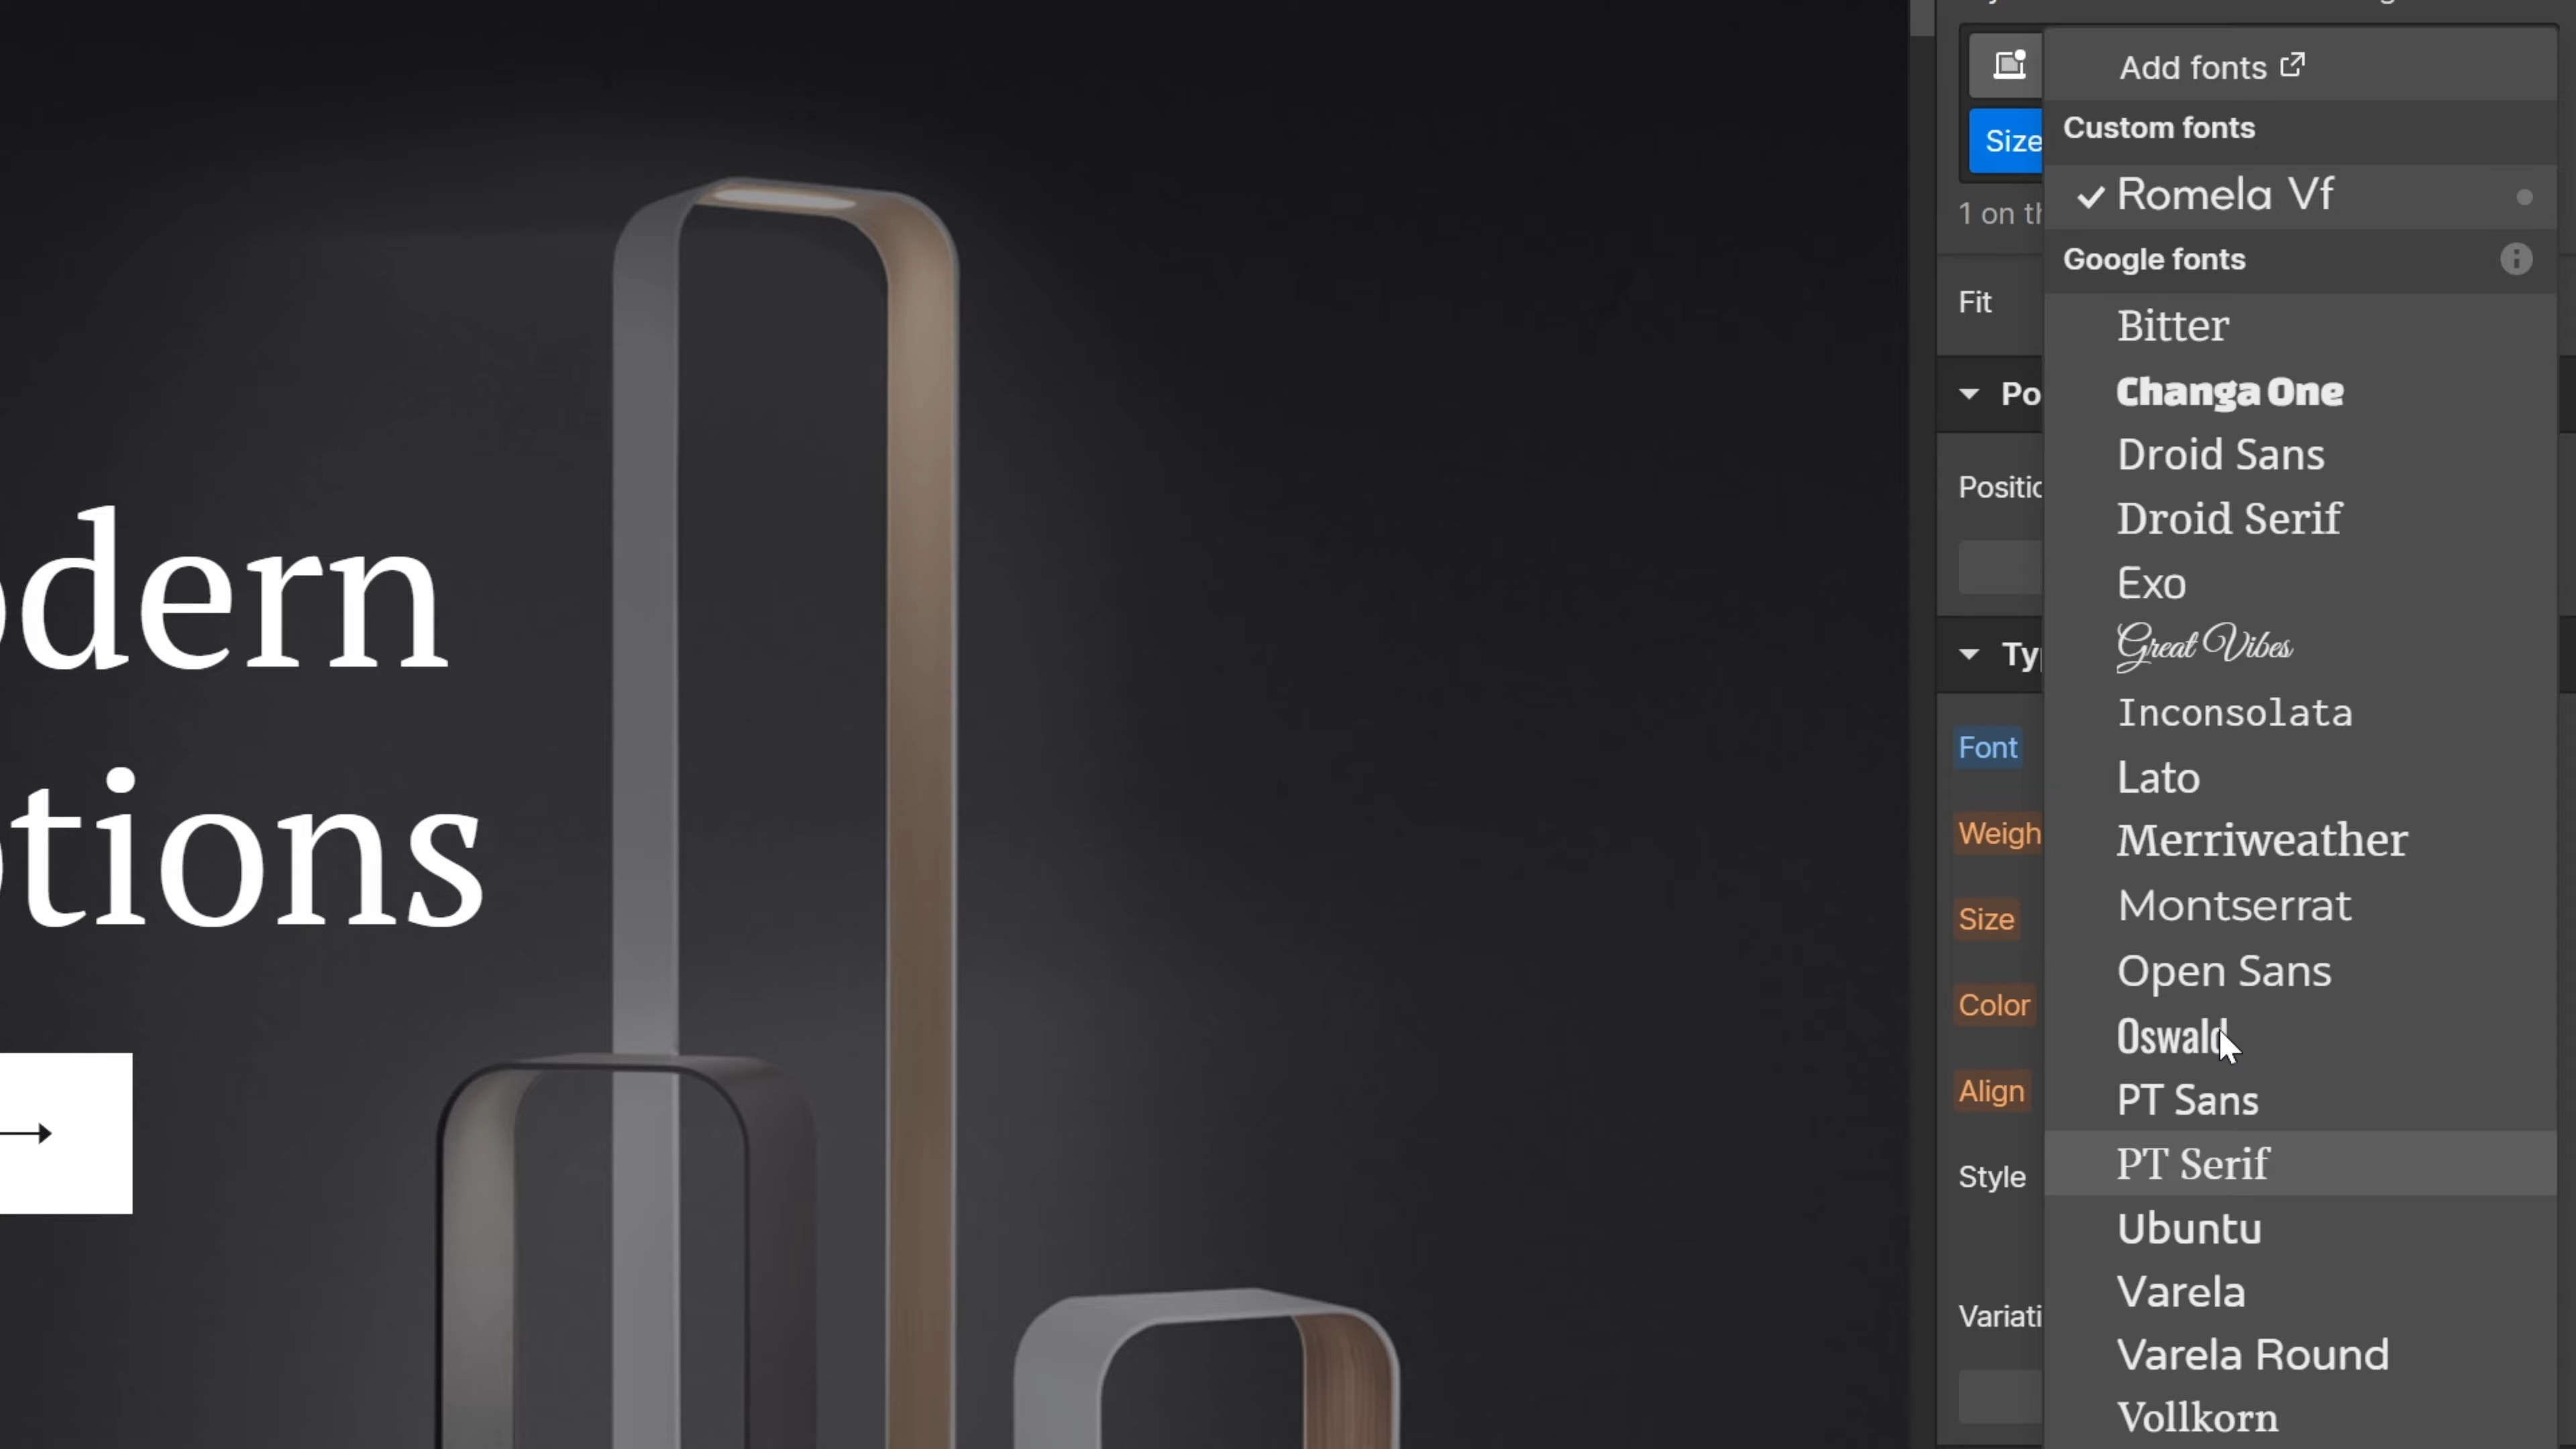 odern
tions
Add fonts
Custom fonts
Size
Romela Vf
1 on th
Google fonts
Fit
Bitter
Po
Changa One
Droid Sans
Positio
Droid Serif
Exo
Ty
Great Vibes
Inconsolata
Font
Lato
Weigh
Merriweather
Montserrat
Size
Open Sans
Color
Oswald
Align
PT Sans
Style
PT Serif
Ubuntu
Varela
Variati
Varela Round
Vollkorn